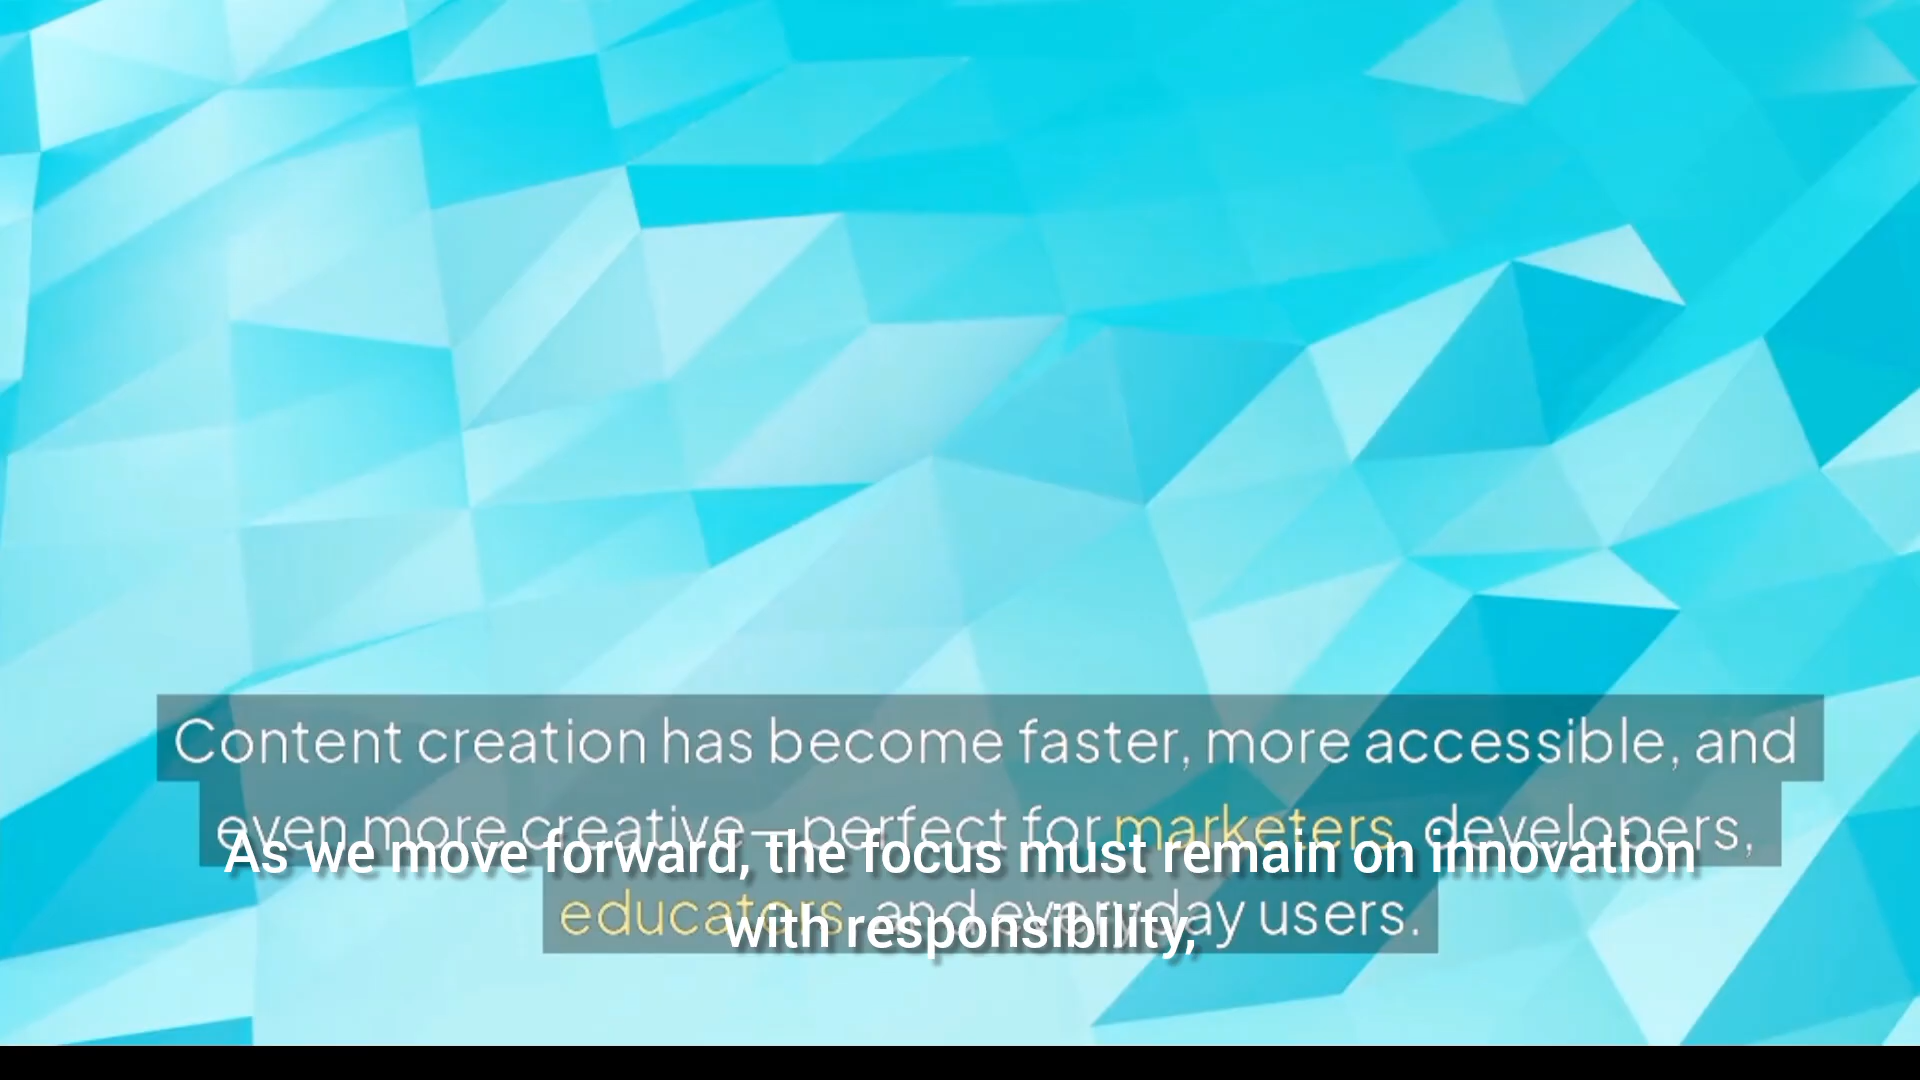 Content creation has become faster, more accessible, and
even more creative—perfect for marketers, developers,
educators, and everyday users.
As we move forward, the focus must remain on innovation
with responsibility,